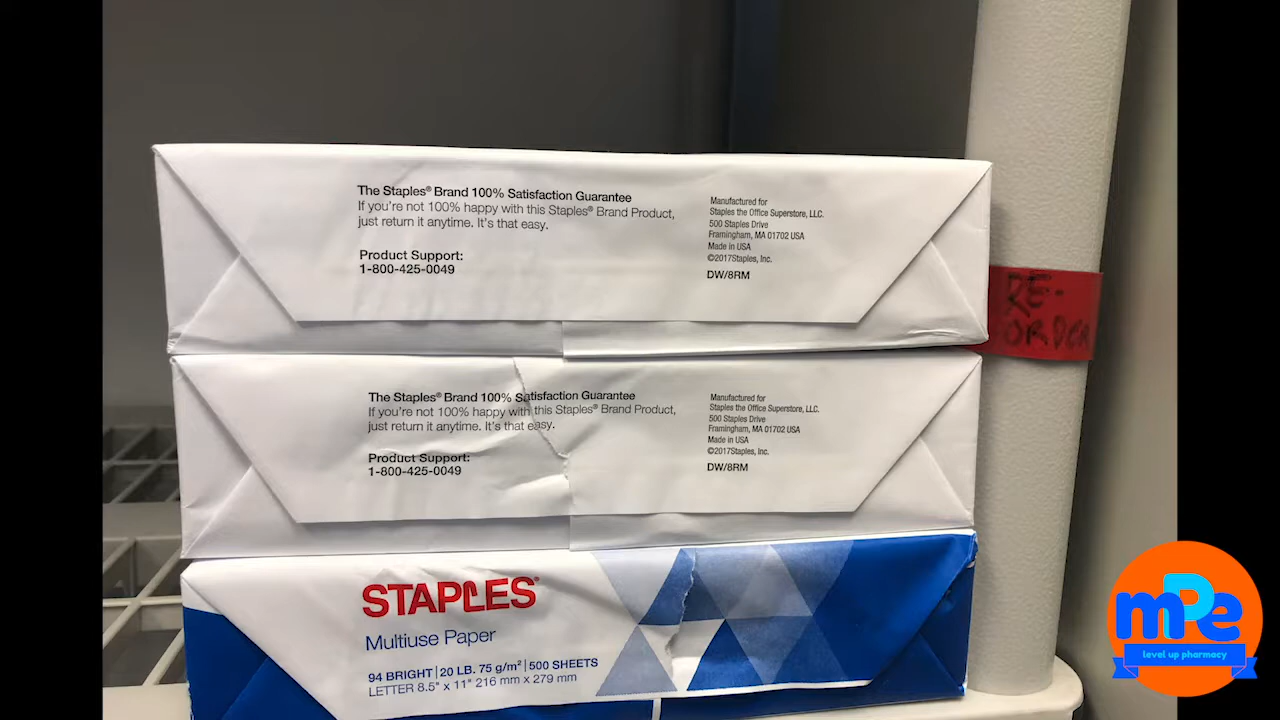 The Staples® Brand 100% Satisfaction Guarantee
If you're not 100% happy with this Staples® Brand Product,
just return it anytime. It's that easy.
Product Support:
1-800-425-0049
Manufactured for
Staples the Office Superstore, LLC.
500 Staples Drive
Framingham, MA 01702 USA
Made in USA
©2017Staples, Inc.
DW/8RM
RE-
ORDER
The Staples® Brand 100% Satisfaction Guarantee
If you're not 100% happy with this Staples® Brand Product,
just return it anytime. It's that easy.
Product Support:
1-800-425-0049
Manufactured for
Staples the Office Superstore, LLC.
500 Staples Drive
Framingham, MA 01702 USA
Made in USA
©2017Staples, Inc.
DW/8RM
STAPLES®
Multiuse Paper
94 BRIGHT | 20 LB. 75 g/m² | 500 SHEETS
LETTER 8.5" x 11" 216 mm x 279 mm
mPe
level up pharmacy